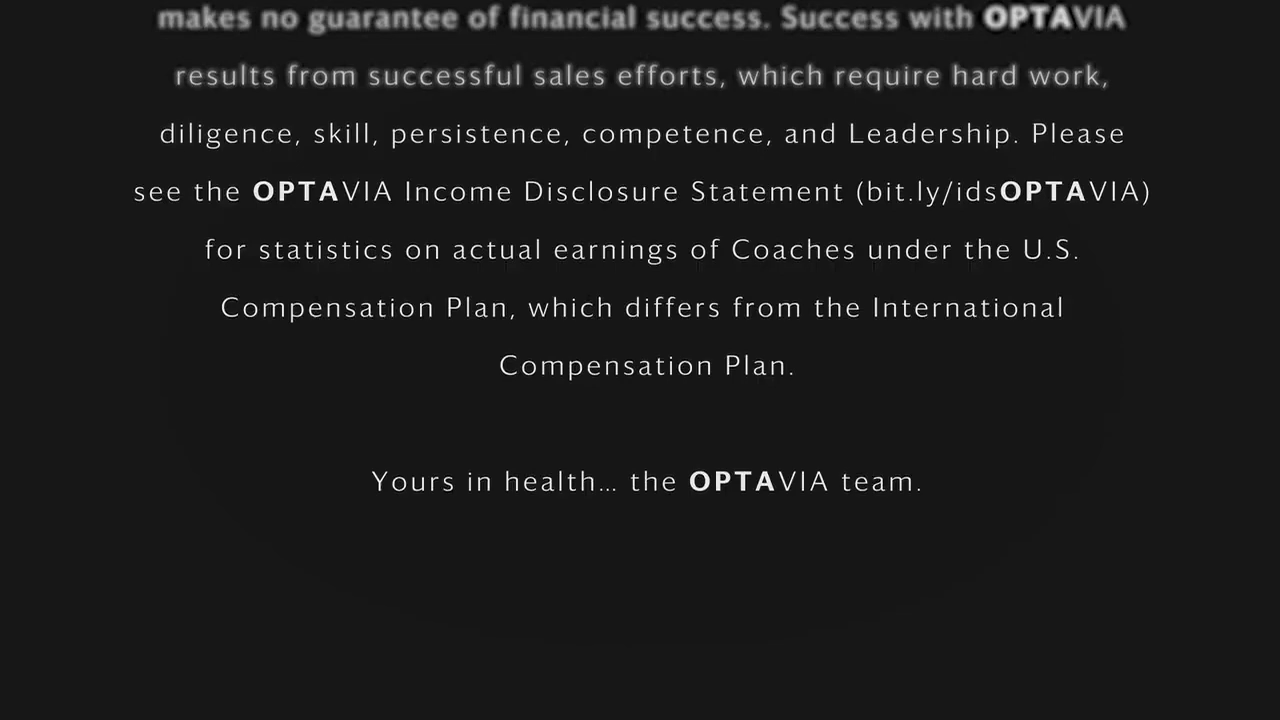 makes no guarantee of financial success. Success with OPTAVIA
results from successful sales efforts, which require hard work,
diligence, skill, persistence, competence, and Leadership. Please
see the OPTAVIA Income Disclosure Statement (bit.ly/idsOPTAVIA)
for statistics on actual earnings of Coaches under the U.S.
Compensation Plan, which differs from the International
Compensation Plan.
Yours in health… the OPTAVIA team.